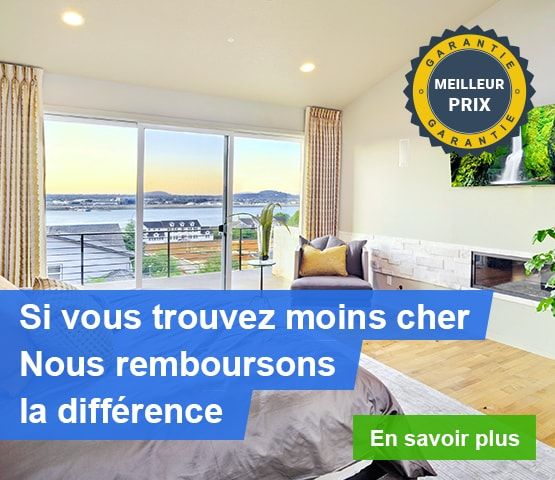 GARANTIE
MEILLEUR
PRIX
GARANTIE
Si vous trouvez moins cher
Nous remboursons
la différence
En savoir plus